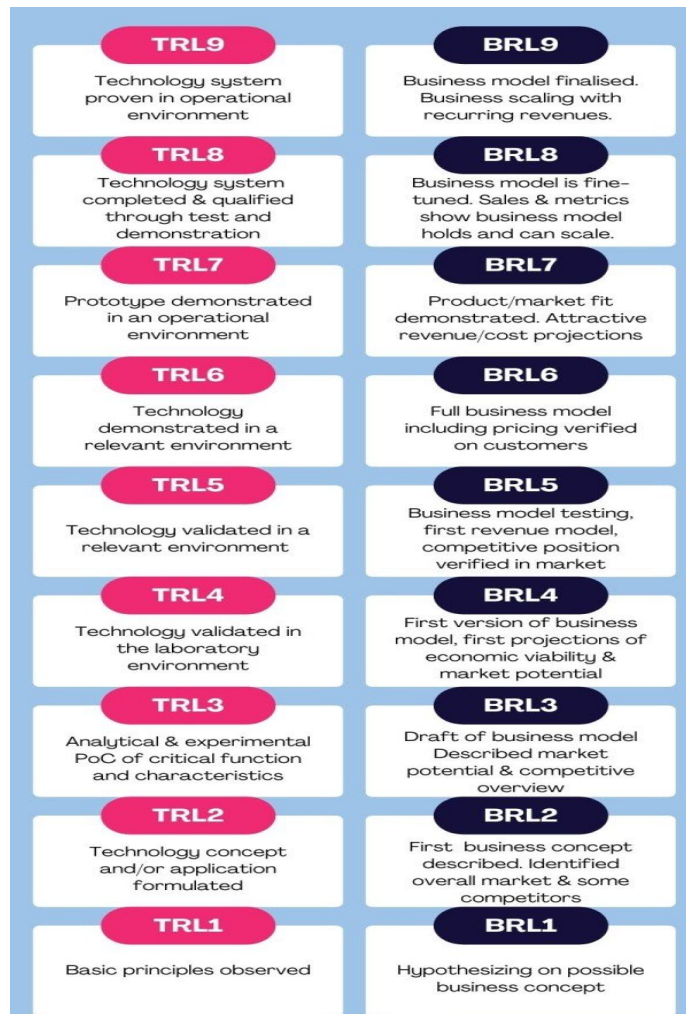 TRL9
Technology system
proven in operational
environment
BRL9
Business model finalised.
Business scaling with
recurring revenues.
TRL8
Technology system
completed & qualified
through test and
demonstration
BRL8
Business model is fine-
tuned. Sales & metrics
show business model
holds and can scale.
TRL7
Prototype demonstrated
in an operational
environment
BRL7
Product/market fit
demonstrated. Attractive
revenue/cost projections
TRL6
Technology
demonstrated in a
relevant environment
BRL6
Full business model
including pricing verified
on customers
TRL5
Technology validated in a
relevant environment
BRL5
Business model testing,
first revenue model,
competitive position
verified in market
TRL4
Technology validated in
the laboratory
environment
BRL4
First version of business
model, first projections of
economic viability &
market potential
TRL3
Analytical & experimental
PoC of critical function
and characteristics
BRL3
Draft of business model
Described market
potential & competitive
overview
TRL2
Technology concept
and/or application
formulated
BRL2
First business concept
described. Identified
overall market & some
competitors
TRL1
Basic principles observed
BRL1
Hypothesizing on possible
business concept